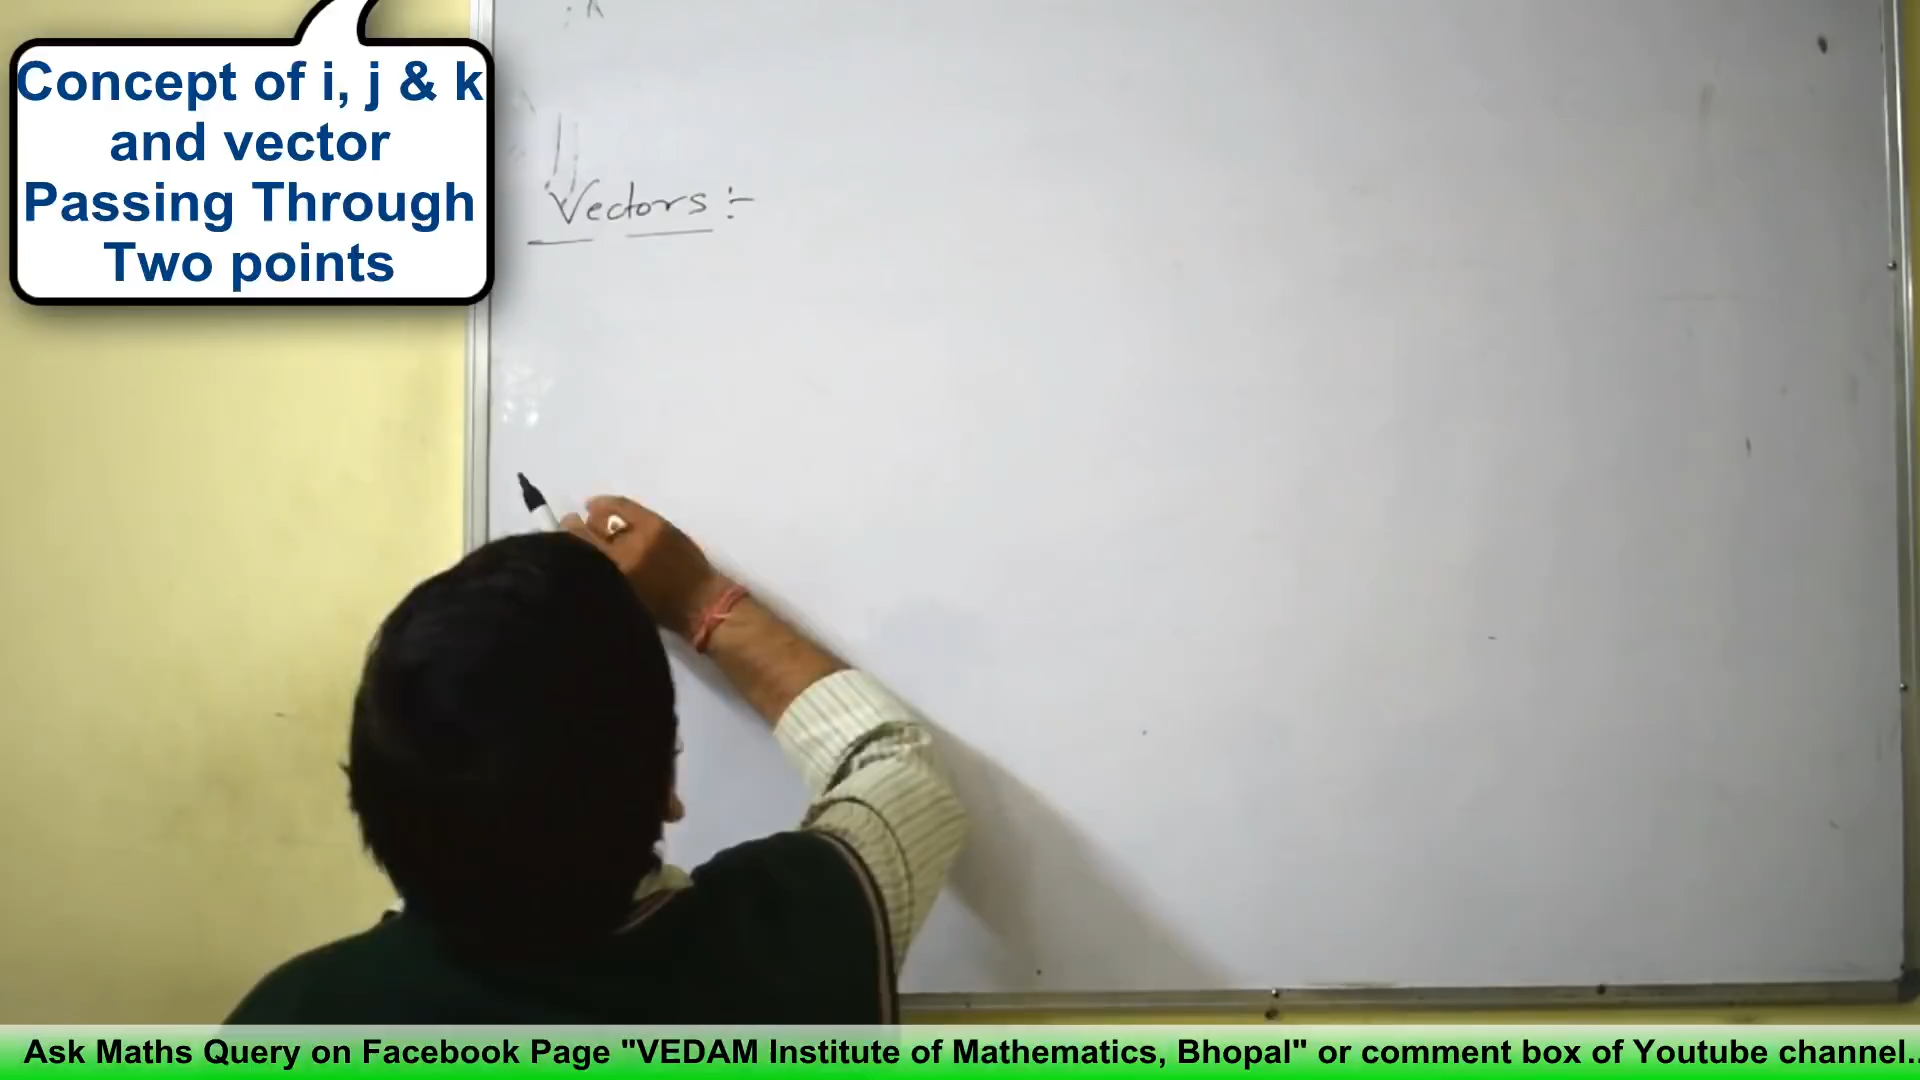 Concept of i, j & k
and vector
Passing Through
Two points
Vectors :-
Ask Maths Query on Facebook Page "VEDAM Institute of Mathematics, Bhopal" or comment box of Youtube channel..